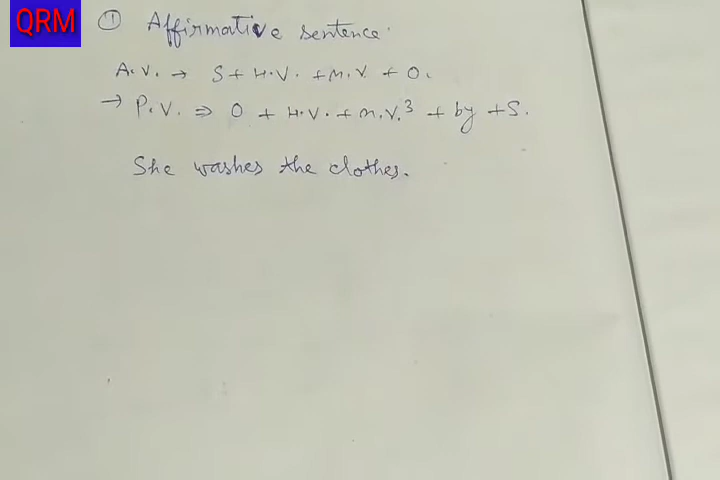 QRM
① Affirmative sentence.
A.V. → S + H.V. + M.V. + O.
→ P.V. ⇒ O + H.V. + M.V.³ + by + S.
She washes the clothes.